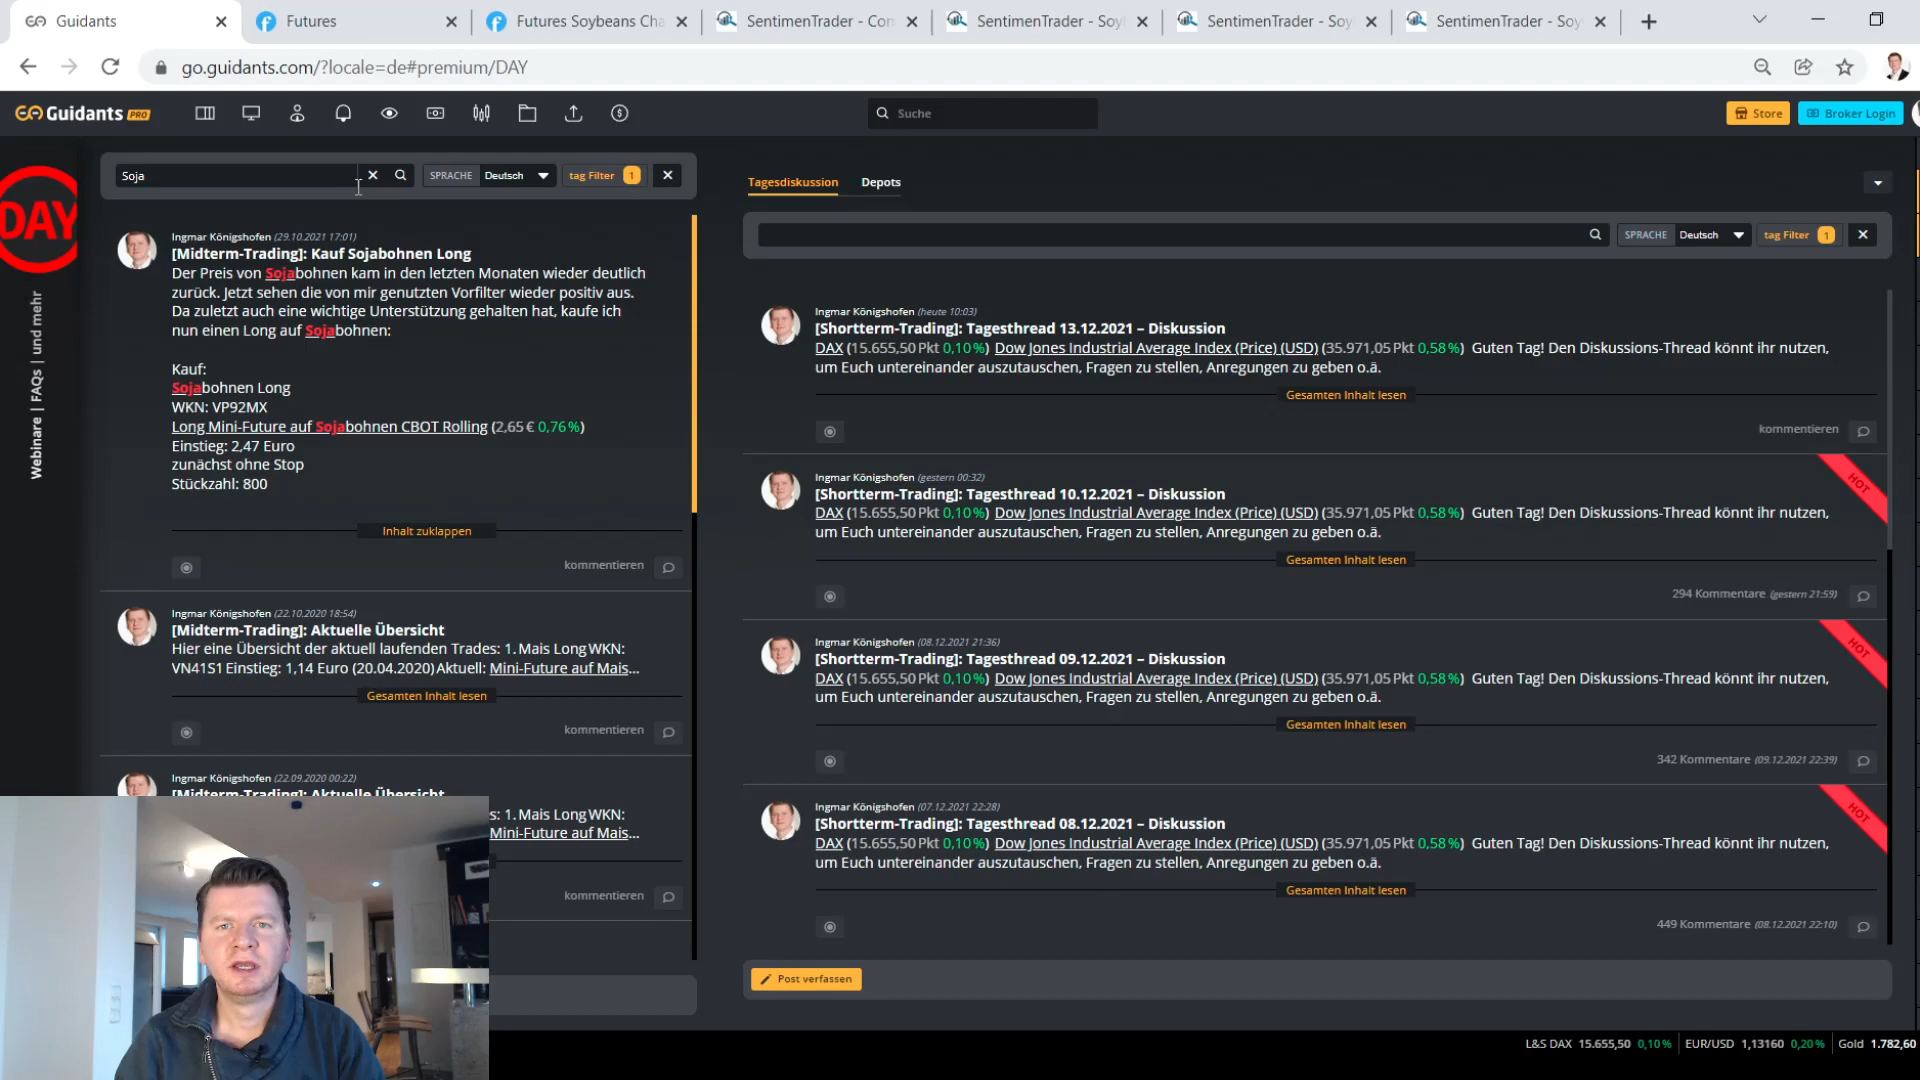 Guidants
Futures
Futures Soybeans Cha
SentimenTrader - Con
SentimenTrader - Soy
SentimenTrader - Soy
SentimenTrader - Soy
go.guidants.com/?locale=de#premium/DAY
Guidants PRO
Suche
Store
Broker Login
DAY
Webinare | FAQs | und mehr
Soja
SPRACHE Deutsch
tag Filter 1
Ingmar Königshofen (29.10.2021 17:01)
[Midterm-Trading]: Kauf Sojabohnen Long
Der Preis von Sojabohnen kam in den letzten Monaten wieder deutlich
zurück. Jetzt sehen die von mir genutzten Vorfilter wieder positiv aus.
Da zuletzt auch eine wichtige Unterstützung gehalten hat, kaufe ich
nun einen Long auf Sojabohnen:
Kauf:
Sojabohnen Long
WKN: VP92MX
Long Mini-Future auf Sojabohnen CBOT Rolling (2,65 € 0,76%)
Einstieg: 2,47 Euro
zunächst ohne Stop
Stückzahl: 800
Inhalt zuklappen
kommentieren
Ingmar Königshofen (22.10.2020 18:54)
[Midterm-Trading]: Aktuelle Übersicht
Hier eine Übersicht der aktuell laufenden Trades: 1. Mais Long WKN:
VN41S1 Einstieg: 1,14 Euro (20.04.2020) Aktuell: Mini-Future auf Mais...
Gesamten Inhalt lesen
kommentieren
Ingmar Königshofen (22.09.2020 00:22)
[Midterm-Trading]: Aktuelle Übersicht
s: 1. Mais Long WKN:
Mini-Future auf Mais...
kommentieren
Tagesdiskussion
Depots
SPRACHE Deutsch
tag Filter 1
Ingmar Königshofen (heute 10:03)
[Shortterm-Trading]: Tagesthread 13.12.2021 – Diskussion
DAX (15.655,50 Pkt 0,10%) Dow Jones Industrial Average Index (Price) (USD) (35.971,05 Pkt 0,58%) Guten Tag! Den Diskussions-Thread könnt ihr nutzen,
um Euch untereinander auszutauschen, Fragen zu stellen, Anregungen zu geben o.ä.
Gesamten Inhalt lesen
kommentieren
Ingmar Königshofen (gestern 00:32)
[Shortterm-Trading]: Tagesthread 10.12.2021 – Diskussion
HOT
DAX (15.655,50 Pkt 0,10%) Dow Jones Industrial Average Index (Price) (USD) (35.971,05 Pkt 0,58%) Guten Tag! Den Diskussions-Thread könnt ihr nutzen,
um Euch untereinander auszutauschen, Fragen zu stellen, Anregungen zu geben o.ä.
Gesamten Inhalt lesen
294 Kommentare (gestern 21:59)
Ingmar Königshofen (08.12.2021 21:36)
[Shortterm-Trading]: Tagesthread 09.12.2021 – Diskussion
HOT
DAX (15.655,50 Pkt 0,10%) Dow Jones Industrial Average Index (Price) (USD) (35.971,05 Pkt 0,58%) Guten Tag! Den Diskussions-Thread könnt ihr nutzen,
um Euch untereinander auszutauschen, Fragen zu stellen, Anregungen zu geben o.ä.
Gesamten Inhalt lesen
342 Kommentare (09.12.2021 22:39)
Ingmar Königshofen (07.12.2021 22:28)
[Shortterm-Trading]: Tagesthread 08.12.2021 – Diskussion
HOT
DAX (15.655,50 Pkt 0,10%) Dow Jones Industrial Average Index (Price) (USD) (35.971,05 Pkt 0,58%) Guten Tag! Den Diskussions-Thread könnt ihr nutzen,
um Euch untereinander auszutauschen, Fragen zu stellen, Anregungen zu geben o.ä.
Gesamten Inhalt lesen
449 Kommentare (08.12.2021 22:10)
Post verfassen
L&S DAX 15.655,50 0,10% EUR/USD 1,13160 0,20% Gold 1.782,60